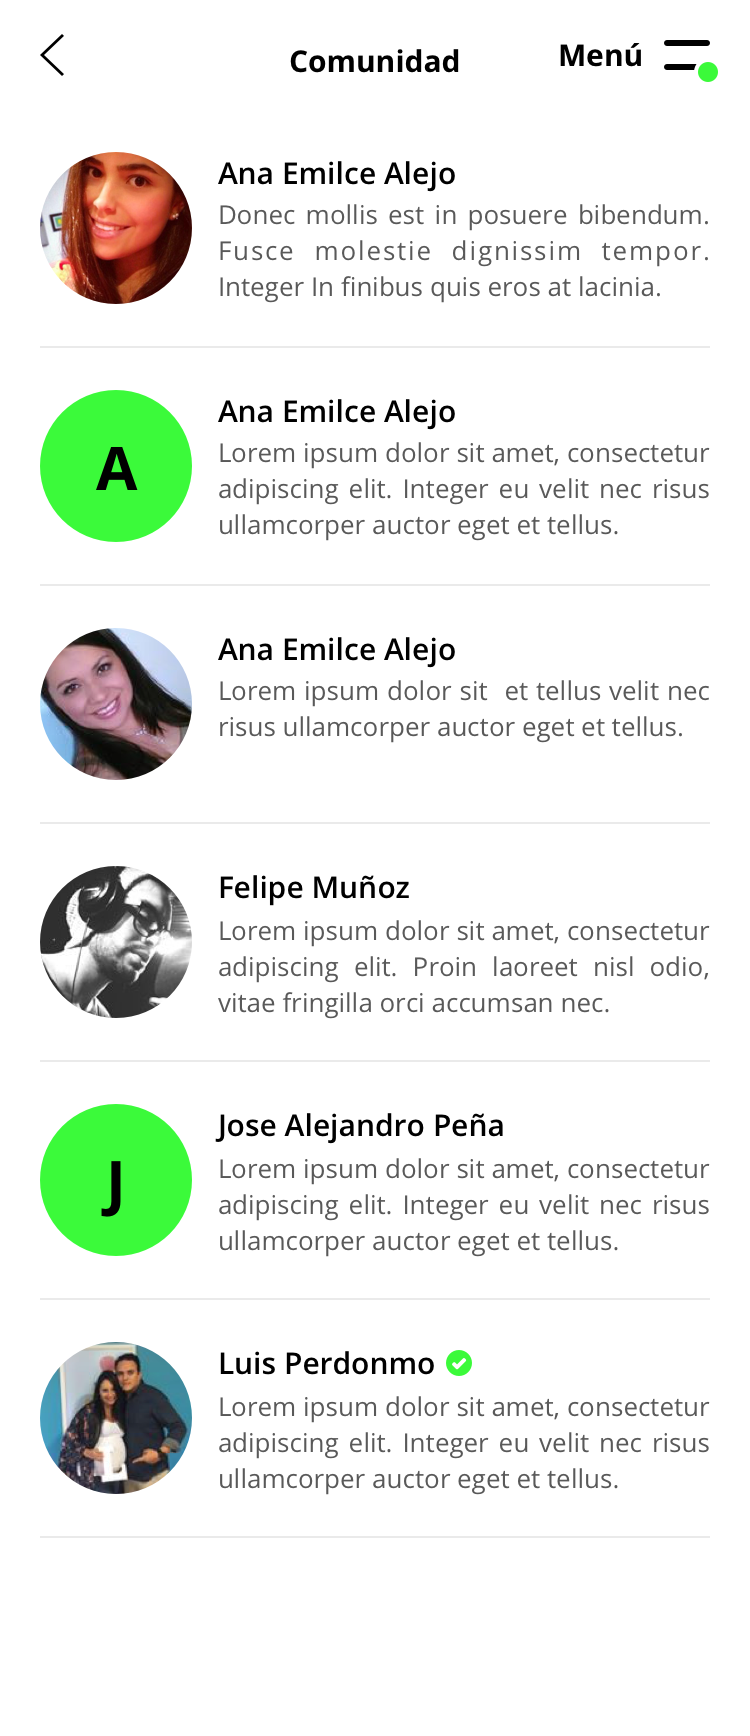 Comunidad
Menú
Ana Emilce Alejo
Donec mollis est in posuere bibendum.
Fusce molestie dignissim tempor.
Integer In finibus quis eros at lacinia.
A
Ana Emilce Alejo
Lorem ipsum dolor sit amet, consectetur
adipiscing elit. Integer eu velit nec risus
ullamcorper auctor eget et tellus.
Ana Emilce Alejo
Lorem ipsum dolor sit  et tellus velit nec
risus ullamcorper auctor eget et tellus.
Felipe Muñoz
Lorem ipsum dolor sit amet, consectetur
adipiscing elit. Proin laoreet nisl odio,
vitae fringilla orci accumsan nec.
J
Jose Alejandro Peña
Lorem ipsum dolor sit amet, consectetur
adipiscing elit. Integer eu velit nec risus
ullamcorper auctor eget et tellus.
Luis Perdonmo
Lorem ipsum dolor sit amet, consectetur
adipiscing elit. Integer eu velit nec risus
ullamcorper auctor eget et tellus.